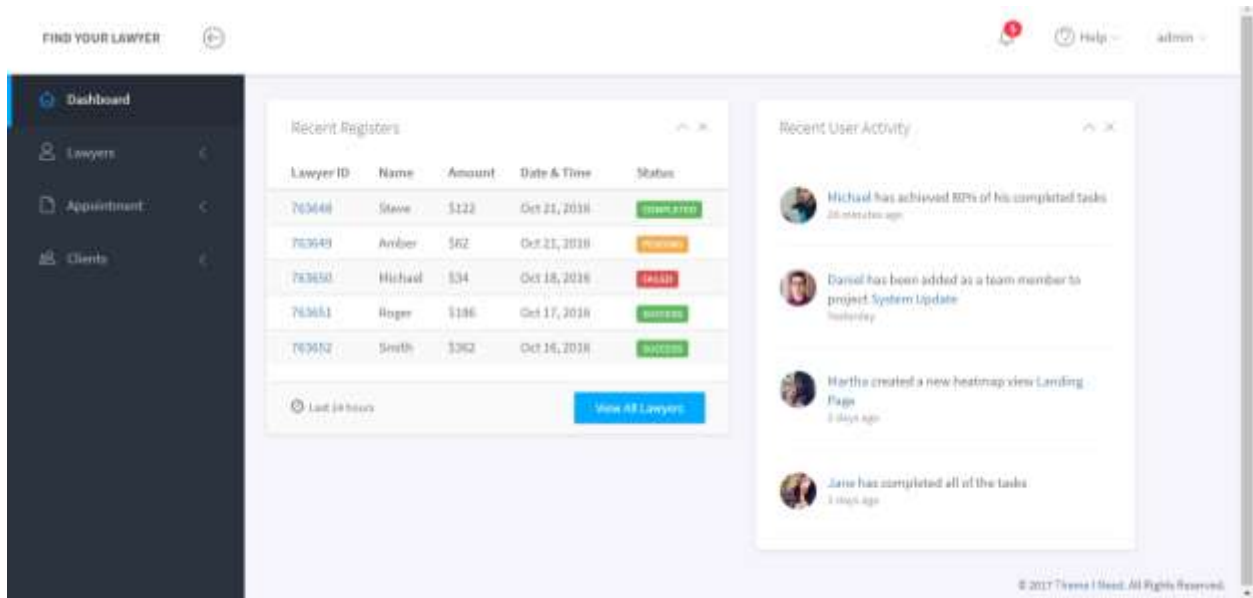 FIND YOUR LAWYER
5
Help
admin
Dashboard
Lawyers
Appointment
Clients
Recent Registers
Lawyer ID Name Amount Date & Time Status
763648 Steve $122 Oct 21, 2016 COMPLETED
763649 Amber $62 Oct 21, 2016 PENDING
763650 Michael $34 Oct 18, 2016 FAILED
763651 Roger $186 Oct 17, 2016 SUCCESS
763652 Smith $362 Oct 16, 2016 SUCCESS
Last 24 hours
View All Lawyers
Recent User Activity
Michael has achieved 80% of his completed tasks
minutes ago
Daniel has been added as a team member to
project System Update
Yesterday
Martha created a new heatmap view Landing
Page
days ago
Jane has completed all of the tasks
days ago
© 2017 Theme I Need. All Rights Reserved.